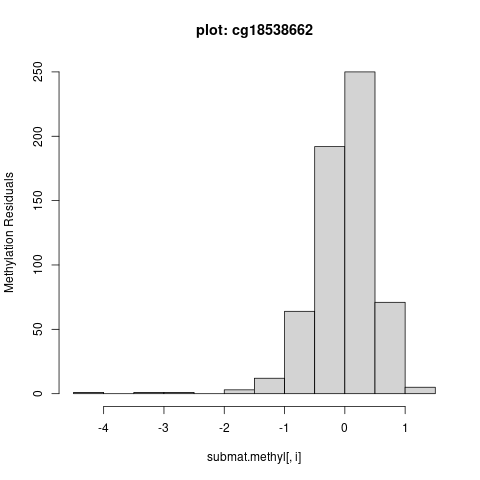 plot: cg18538662
Methylation Residuals
250
200
150
100
50
0
-4 -3 -2 -1 0 1
submat.methyl[, i]